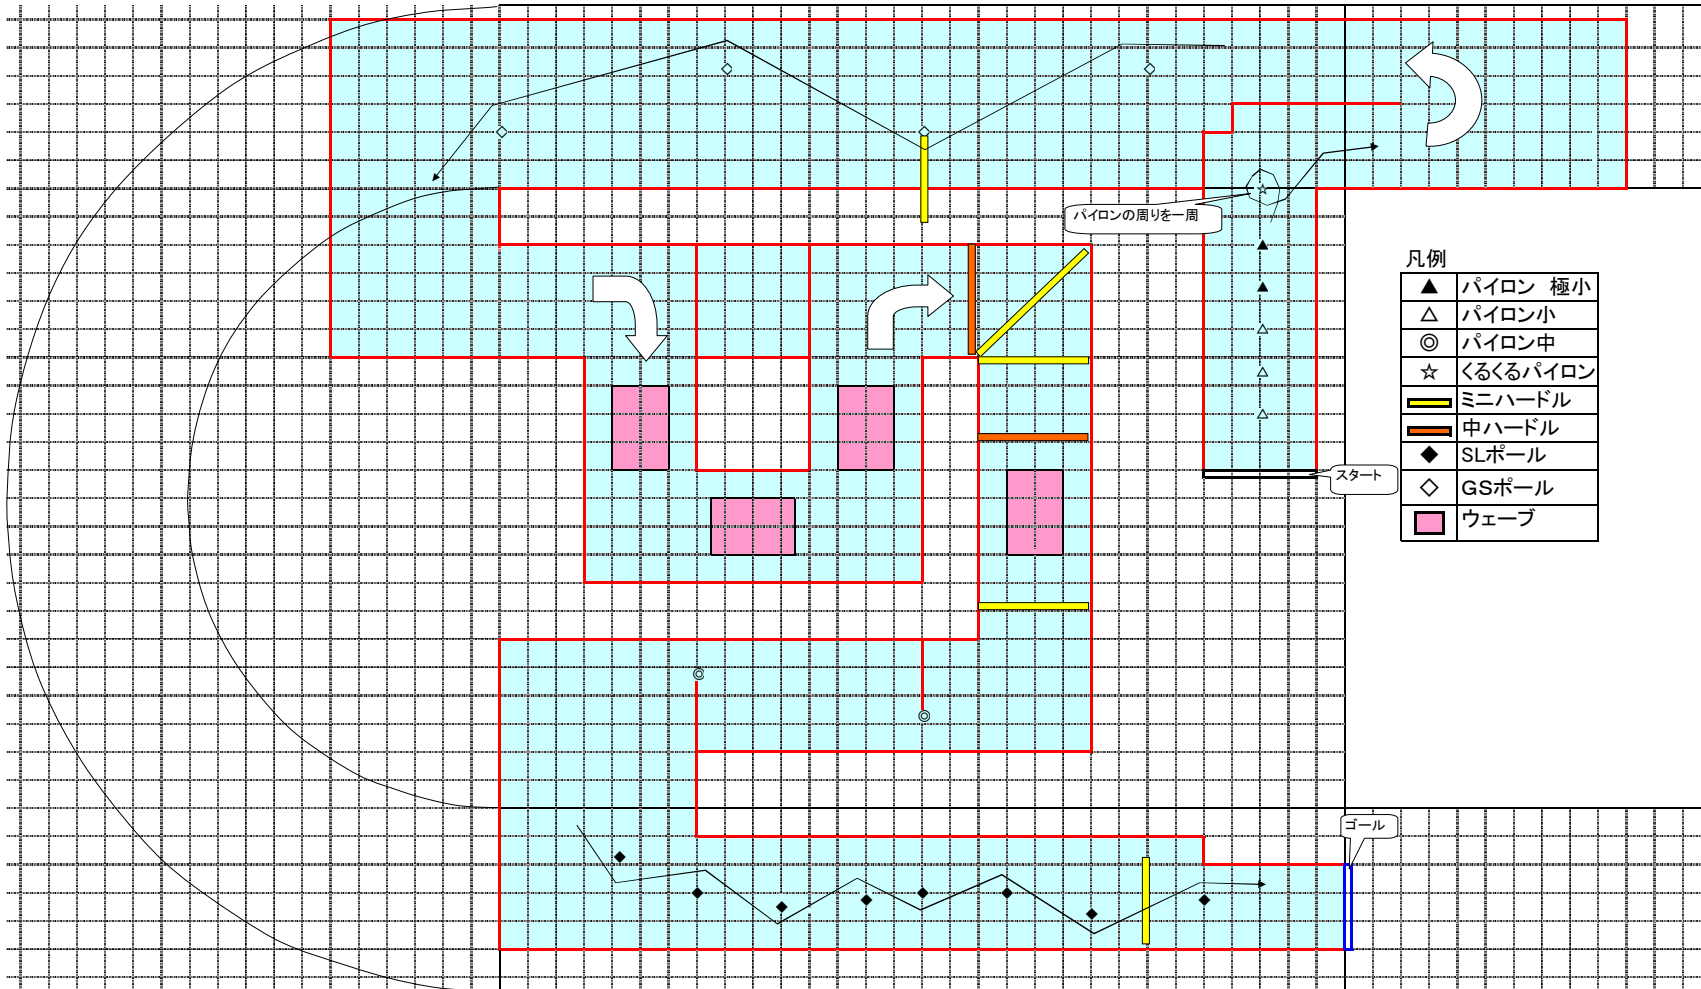 パイロンの周りを一周
凡例
▲ パイロン 極小
△ パイロン小
◎ パイロン中
☆ くるくるパイロン
ミニハードル
中ハードル
◆ SLポール
◇ GSポール
ウェーブ
スタート
ゴール